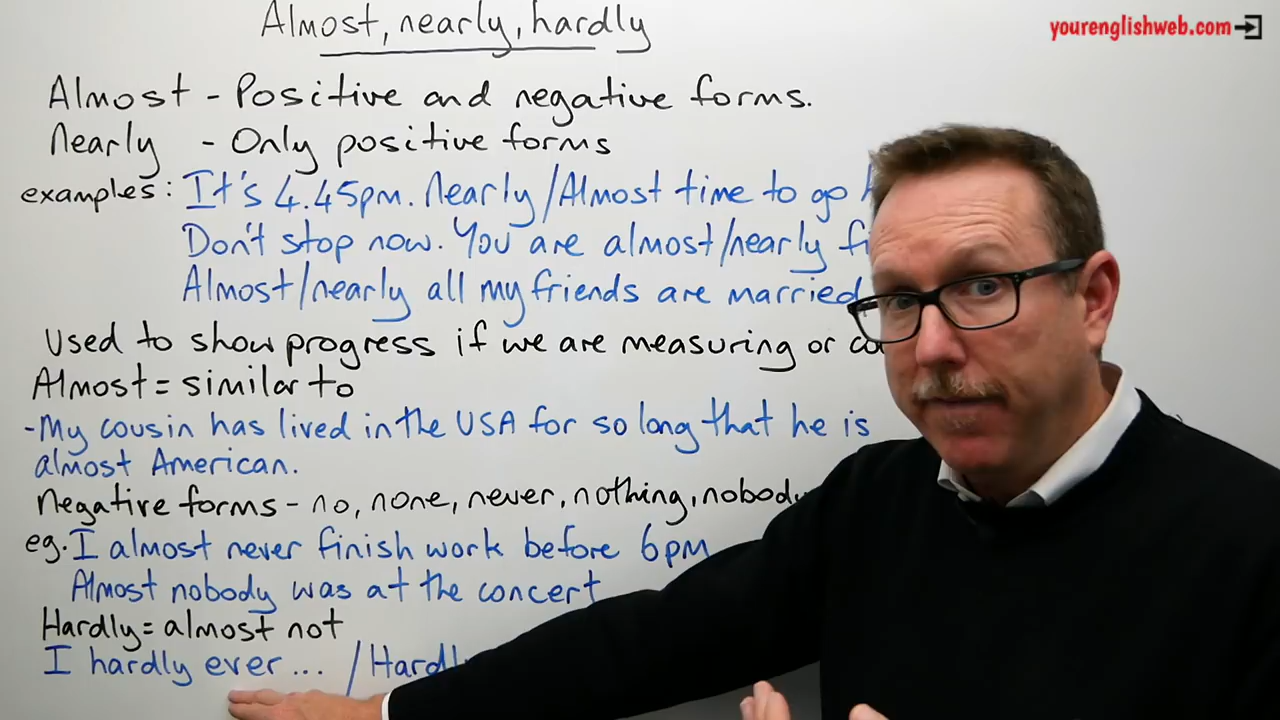 Almost, nearly, hardly
yourenglishweb.com
Almost - Positive and negative forms.
Nearly - Only positive forms
examples: It's 4.45pm. Nearly/Almost time to go
Don't stop now. You are almost/nearly
Almost/nearly all my friends are married
Used to show progress if we are measuring or
Almost = similar to
-My cousin has lived in the USA for so long that he is
almost American.
Negative forms - no, none, never, nothing, nobody
eg. I almost never finish work before 6pm
Almost nobody was at the concert
Hardly = almost not
I hardly ever... /